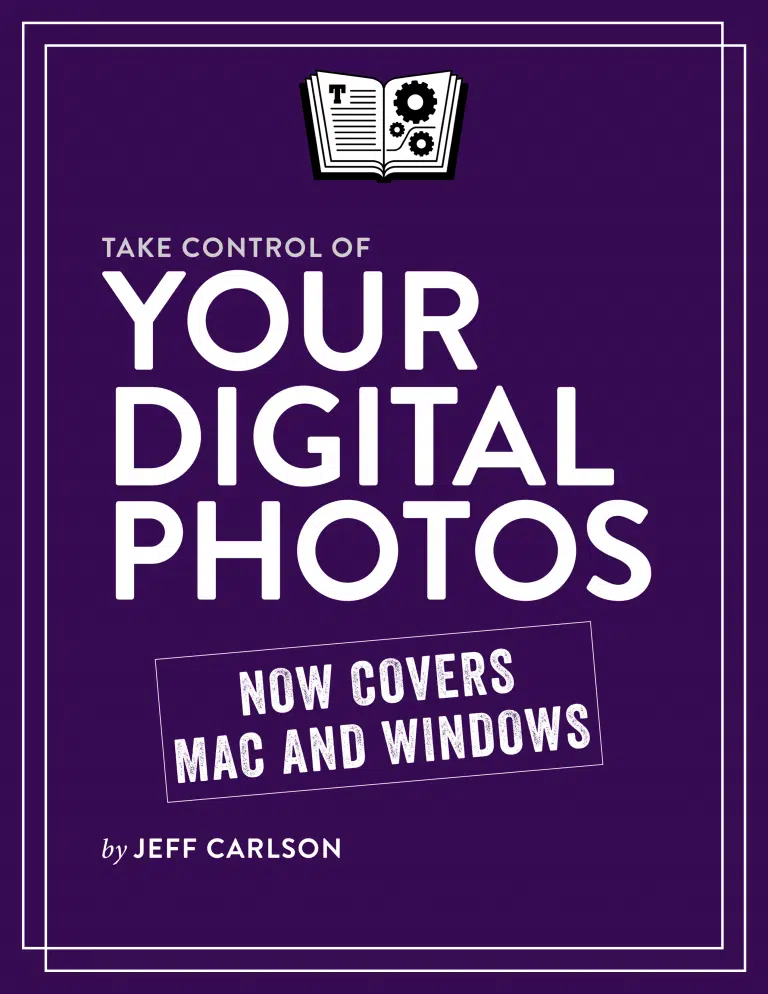 T
TAKE CONTROL OF
YOUR
DIGITAL
PHOTOS
NOW COVERS
MAC AND WINDOWS
by JEFF CARLSON